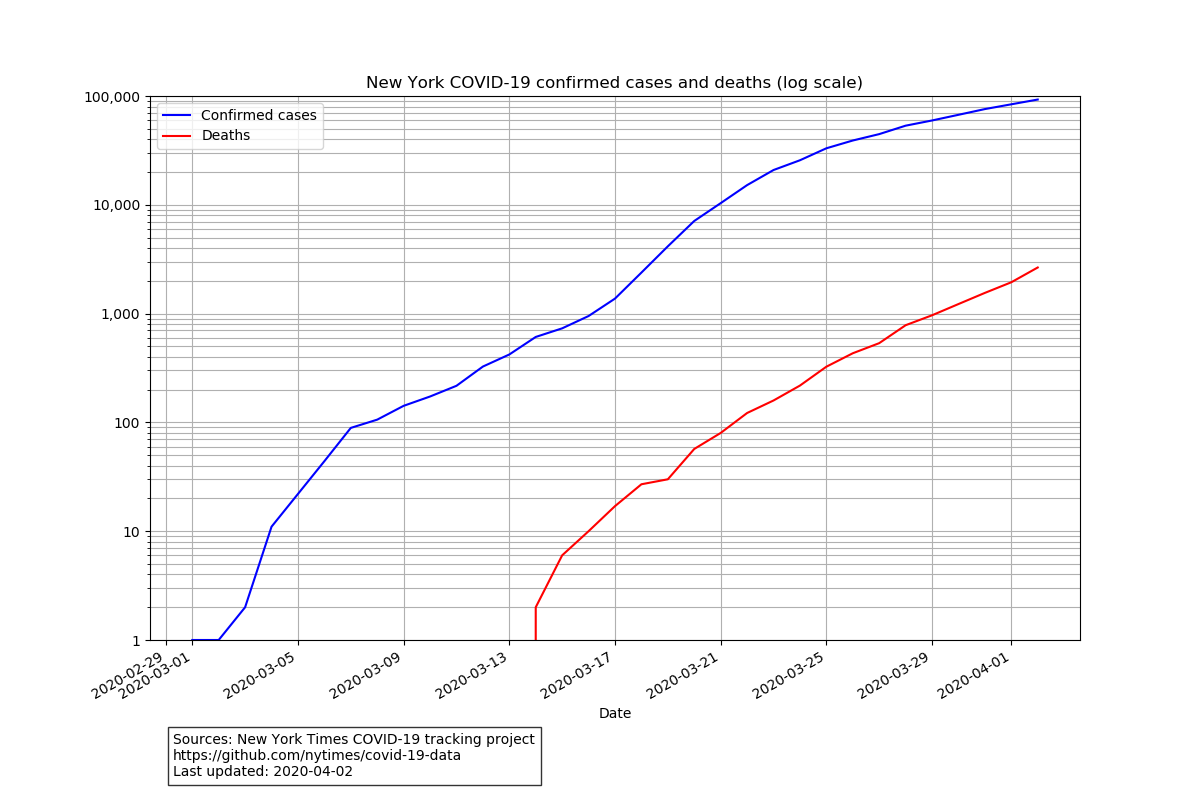 New York COVID-19 confirmed cases and deaths (log scale)
100,000
10,000
1,000
100
10
1
Confirmed cases
Deaths
2020-02-29
2020-03-01
2020-03-05
2020-03-09
2020-03-13
2020-03-17
2020-03-21
2020-03-25
2020-03-29
2020-04-01
Date
Sources: New York Times COVID-19 tracking project
https://github.com/nytimes/covid-19-data
Last updated: 2020-04-02